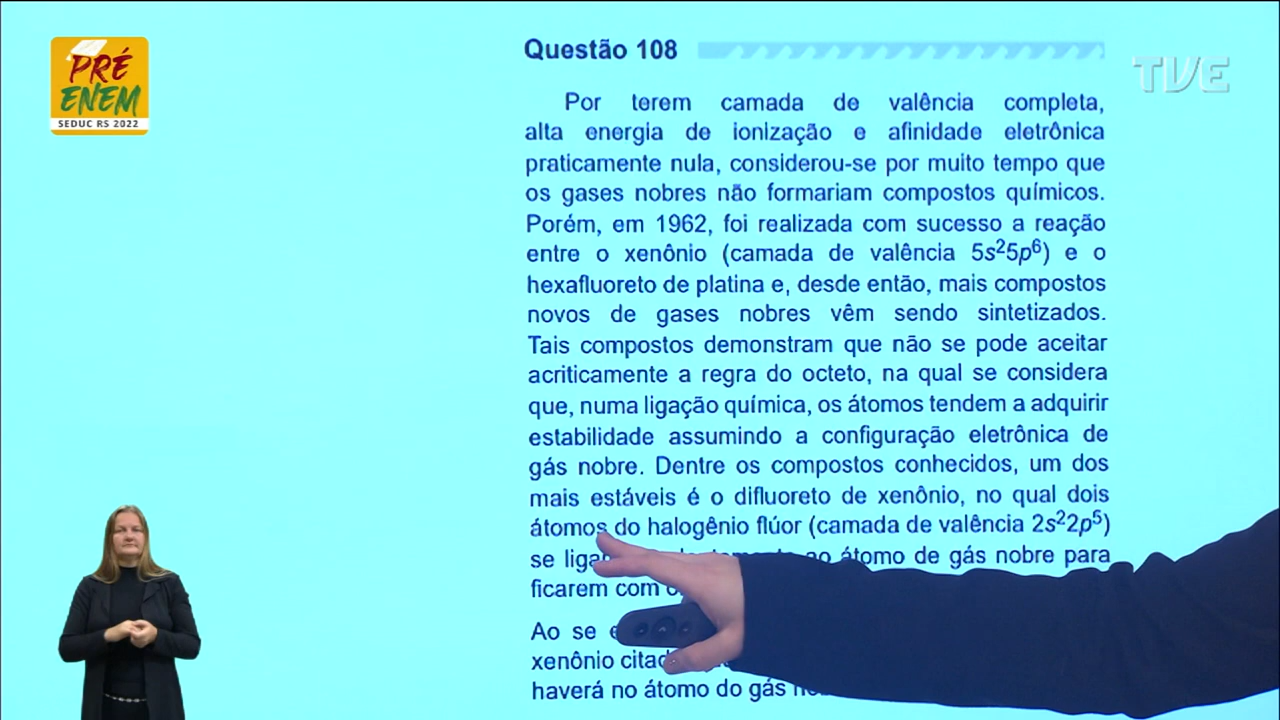 PRÉ
ENEM
SEDUC RS 2022
TVE
Questão 108
Por terem camada de valência completa,
alta energia de ionização e afinidade eletrônica
praticamente nula, considerou-se por muito tempo que
os gases nobres não formariam compostos químicos.
Porém, em 1962, foi realizada com sucesso a reação
entre o xenônio (camada de valência 5s²5p⁶) e o
hexafluoreto de platina e, desde então, mais compostos
novos de gases nobres vêm sendo sintetizados.
Tais compostos demonstram que não se pode aceitar
acriticamente a regra do octeto, na qual se considera
que, numa ligação química, os átomos tendem a adquirir
estabilidade assumindo a configuração eletrônica de
gás nobre. Dentre os compostos conhecidos, um dos
mais estáveis é o difluoreto de xenônio, no qual dois
átomos do halogênio flúor (camada de valência 2s²2p⁵)
se ao átomo de gás nobre para
ficarem com
Ao se
xenônio
haverá no átomo do gás